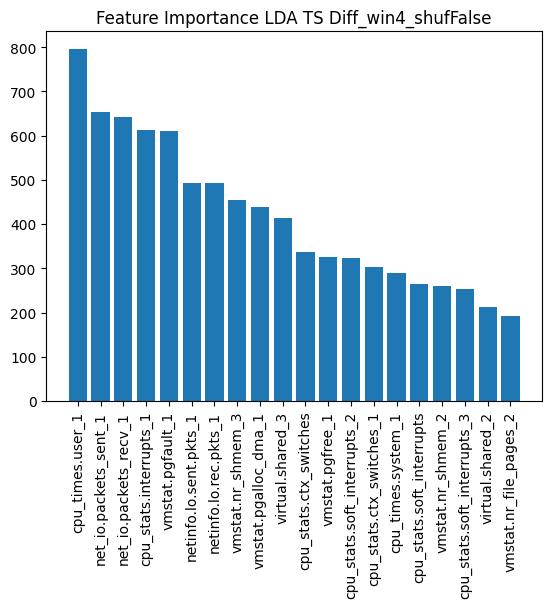 Feature Importance LDA TS Diff_win4_shufFalse
800
700
600
500
400
300
200
100
0
cpu_times.user_1
net_io.packets_sent_1
net_io.packets_recv_1
cpu_stats.interrupts_1
vmstat.pgfault_1
netinfo.lo.sent.pkts_1
netinfo.lo.rec.pkts_1
vmstat.nr_shmem_3
vmstat.pgalloc_dma_1
virtual.shared_3
cpu_stats.ctx_switches
vmstat.pgfree_1
cpu_stats.soft_interrupts_2
cpu_stats.ctx_switches_1
cpu_times.system_1
cpu_stats.soft_interrupts
vmstat.nr_shmem_2
cpu_stats.soft_interrupts_3
virtual.shared_2
vmstat.nr_file_pages_2